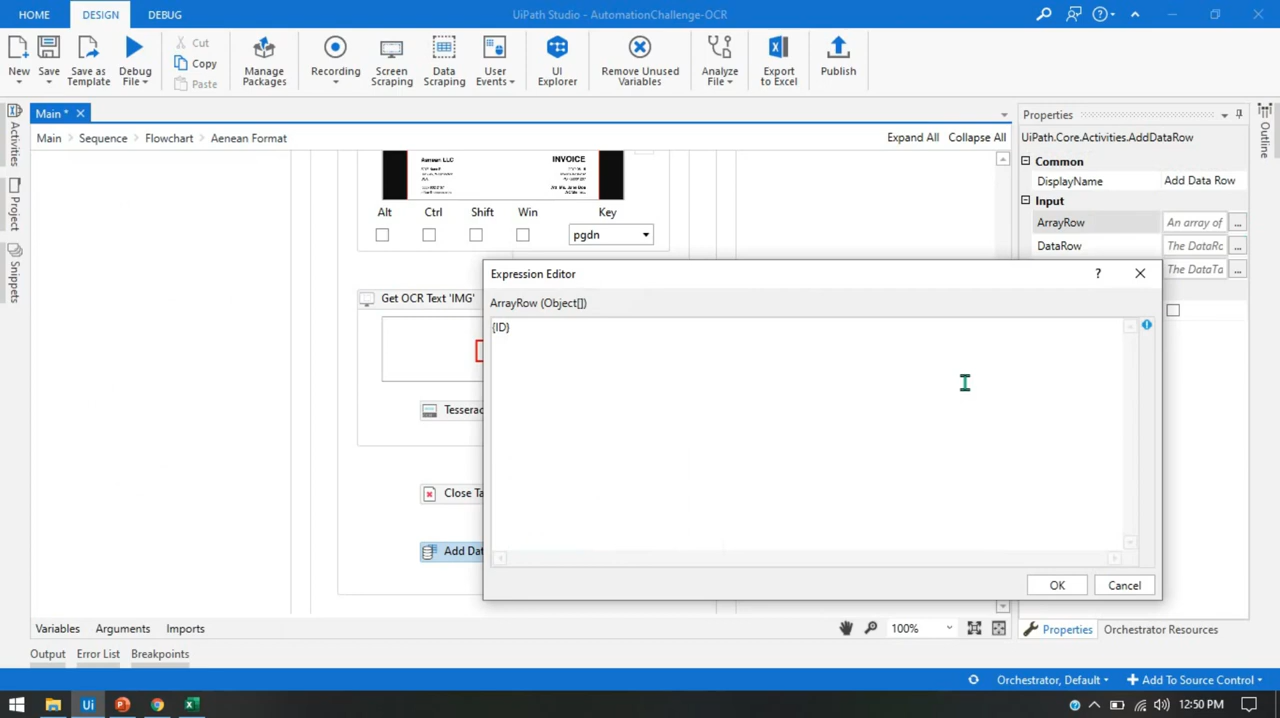 HOME
DESIGN
DEBUG
UiPath Studio - AutomationChallenge-OCR
New
Save
Save as Template
Debug File
Cut
Copy
Paste
Manage Packages
Recording
Screen Scraping
Data Scraping
User Events
UI Explorer
Remove Unused Variables
Analyze File
Export to Excel
Publish
Main *
Main
Sequence
Flowchart
Aenean Format
Expand All
Collapse All
Activities
Project
Snippets
Outline
Aenean LLC
INVOICE
Alt
Ctrl
Shift
Win
Key
pgdn
Get OCR Text 'IMG'
Tesserac
Close Ta
Add Dat
Expression Editor
?
ArrayRow (Object[])
{ID}
OK
Cancel
Properties
UiPath.Core.Activities.AddDataRow
Common
DisplayName
Add Data Row
Input
ArrayRow
An array of
...
DataRow
The DataRc
...
The DataTa
...
Variables
Arguments
Imports
100%
Properties
Orchestrator Resources
Output
Error List
Breakpoints
Orchestrator, Default
Add To Source Control
Ui
12:50 PM